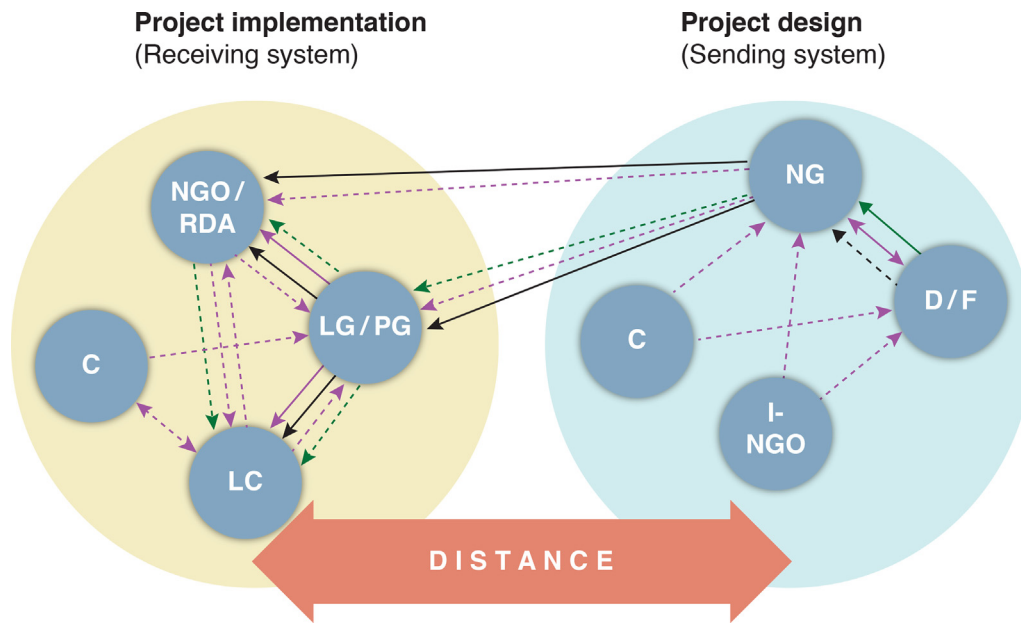 Project implementation
(Receiving system)
Project design
(Sending system)
NGO /
RDA
LG / PG
C
LC
NG
D / F
C
I-
NGO
DISTANCE